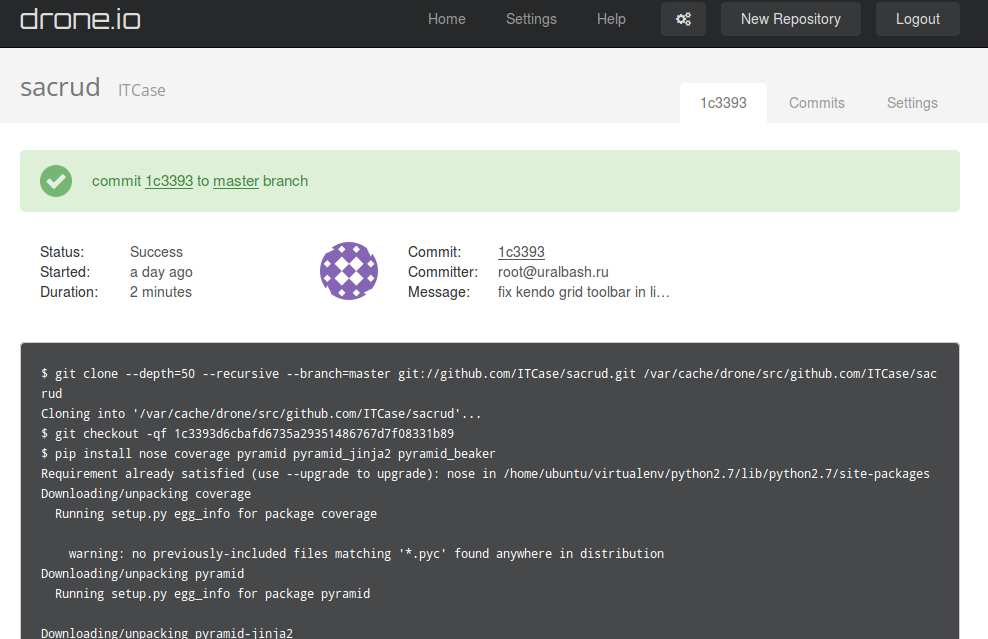 drone.io
Home Settings Help New Repository Logout
sacrud ITCase
1c3393 Commits Settings
commit 1c3393 to master branch
Status: Success
Started: a day ago
Duration: 2 minutes
Commit: 1c3393
Committer: root@uralbash.ru
Message: fix kendo grid toolbar in li…
$ git clone --depth=50 --recursive --branch=master git://github.com/ITCase/sacrud.git /var/cache/drone/src/github.com/ITCase/sac
rud
Cloning into '/var/cache/drone/src/github.com/ITCase/sacrud'...
$ git checkout -qf 1c3393d6cbafd6735a29351486767d7f08331b89
$ pip install nose coverage pyramid pyramid_jinja2 pyramid_beaker
Requirement already satisfied (use --upgrade to upgrade): nose in /home/ubuntu/virtualenv/python2.7/lib/python2.7/site-packages
Downloading/unpacking coverage
Running setup.py egg_info for package coverage
warning: no previously-included files matching '*.pyc' found anywhere in distribution
Downloading/unpacking pyramid
Running setup.py egg_info for package pyramid
Downloading/unpacking pyramid-jinja2